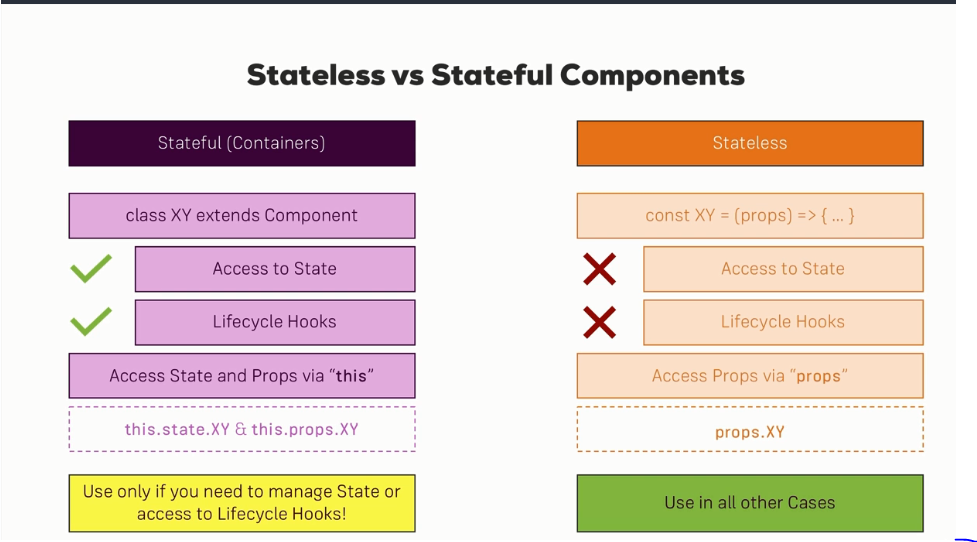 Stateless vs Stateful Components
Stateful (Containers)
class XY extends Component
Access to State
Lifecycle Hooks
Access State and Props via “this”
this.state.XY & this.props.XY
Use only if you need to manage State or
access to Lifecycle Hooks!
Stateless
const XY = (props) => { ... }
Access to State
Lifecycle Hooks
Access Props via “props”
props.XY
Use in all other Cases